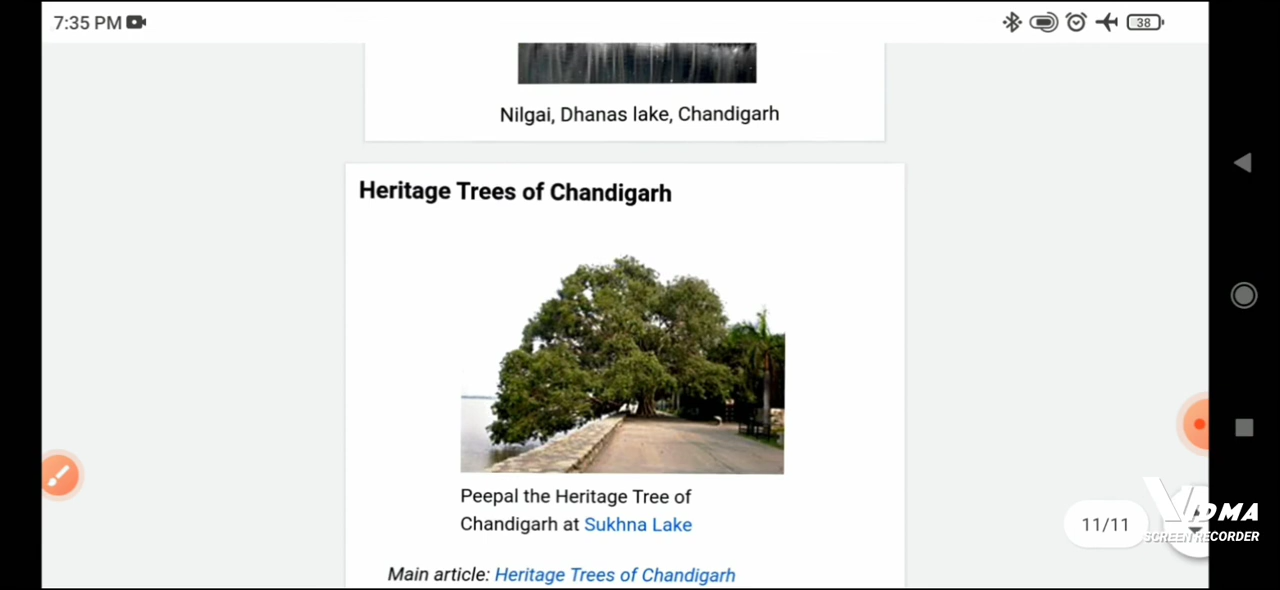 7:35 PM
38
Nilgai, Dhanas lake, Chandigarh
Heritage Trees of Chandigarh
Peepal the Heritage Tree of
Chandigarh at Sukhna Lake
11/11
VIDMA
SCREEN RECORDER
Main article: Heritage Trees of Chandigarh